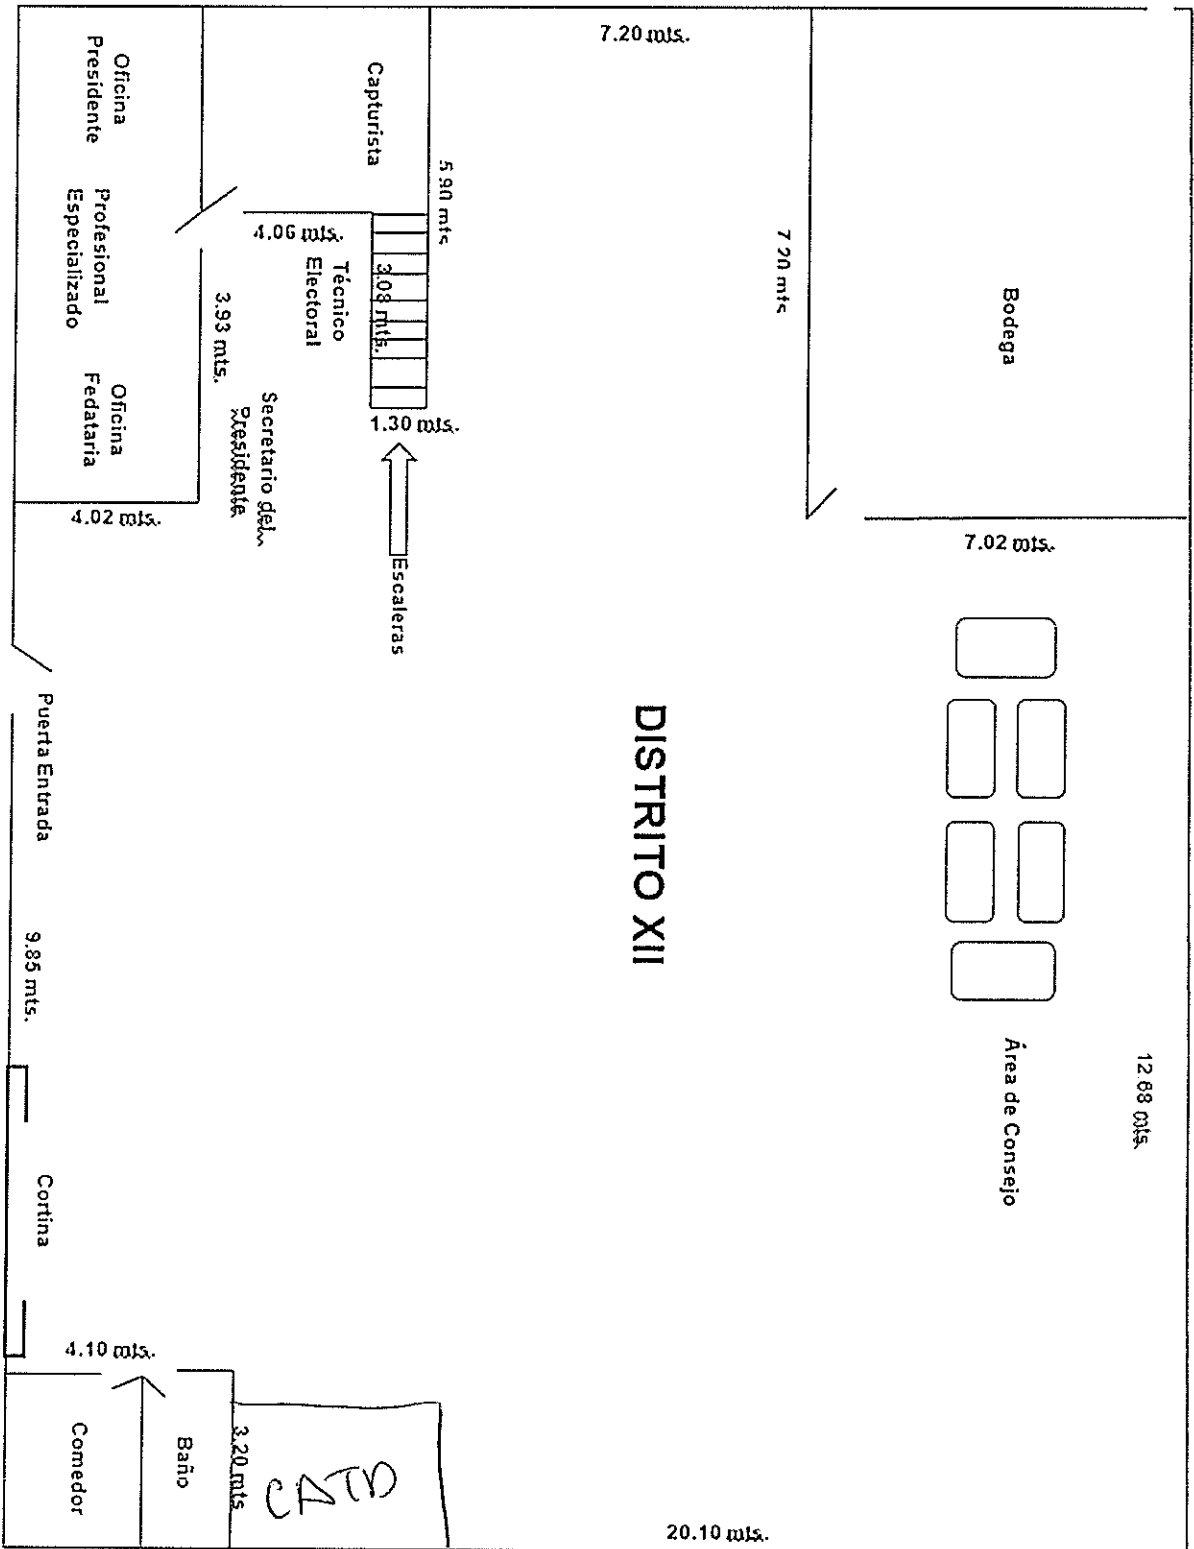 7.20 mts.
Oficina
Presidente
Profesional
Especializado
Oficina
Fedataria
Capturista
5.90 mts
4.06 mts.
Técnico
Electoral
3.08 mts.
3.93 mts.
Secretario del
Presidente
1.30 mts.
Escaleras
4.02 mts.
7.20 mts
Bodega
7.02 mts.
DISTRITO XII
Área de Consejo
12.68 mts.
Puerta Entrada
9.85 mts.
Cortina
4.10 mts.
Comedor
Baño
3.20 mts
CATD
20.10 mts.